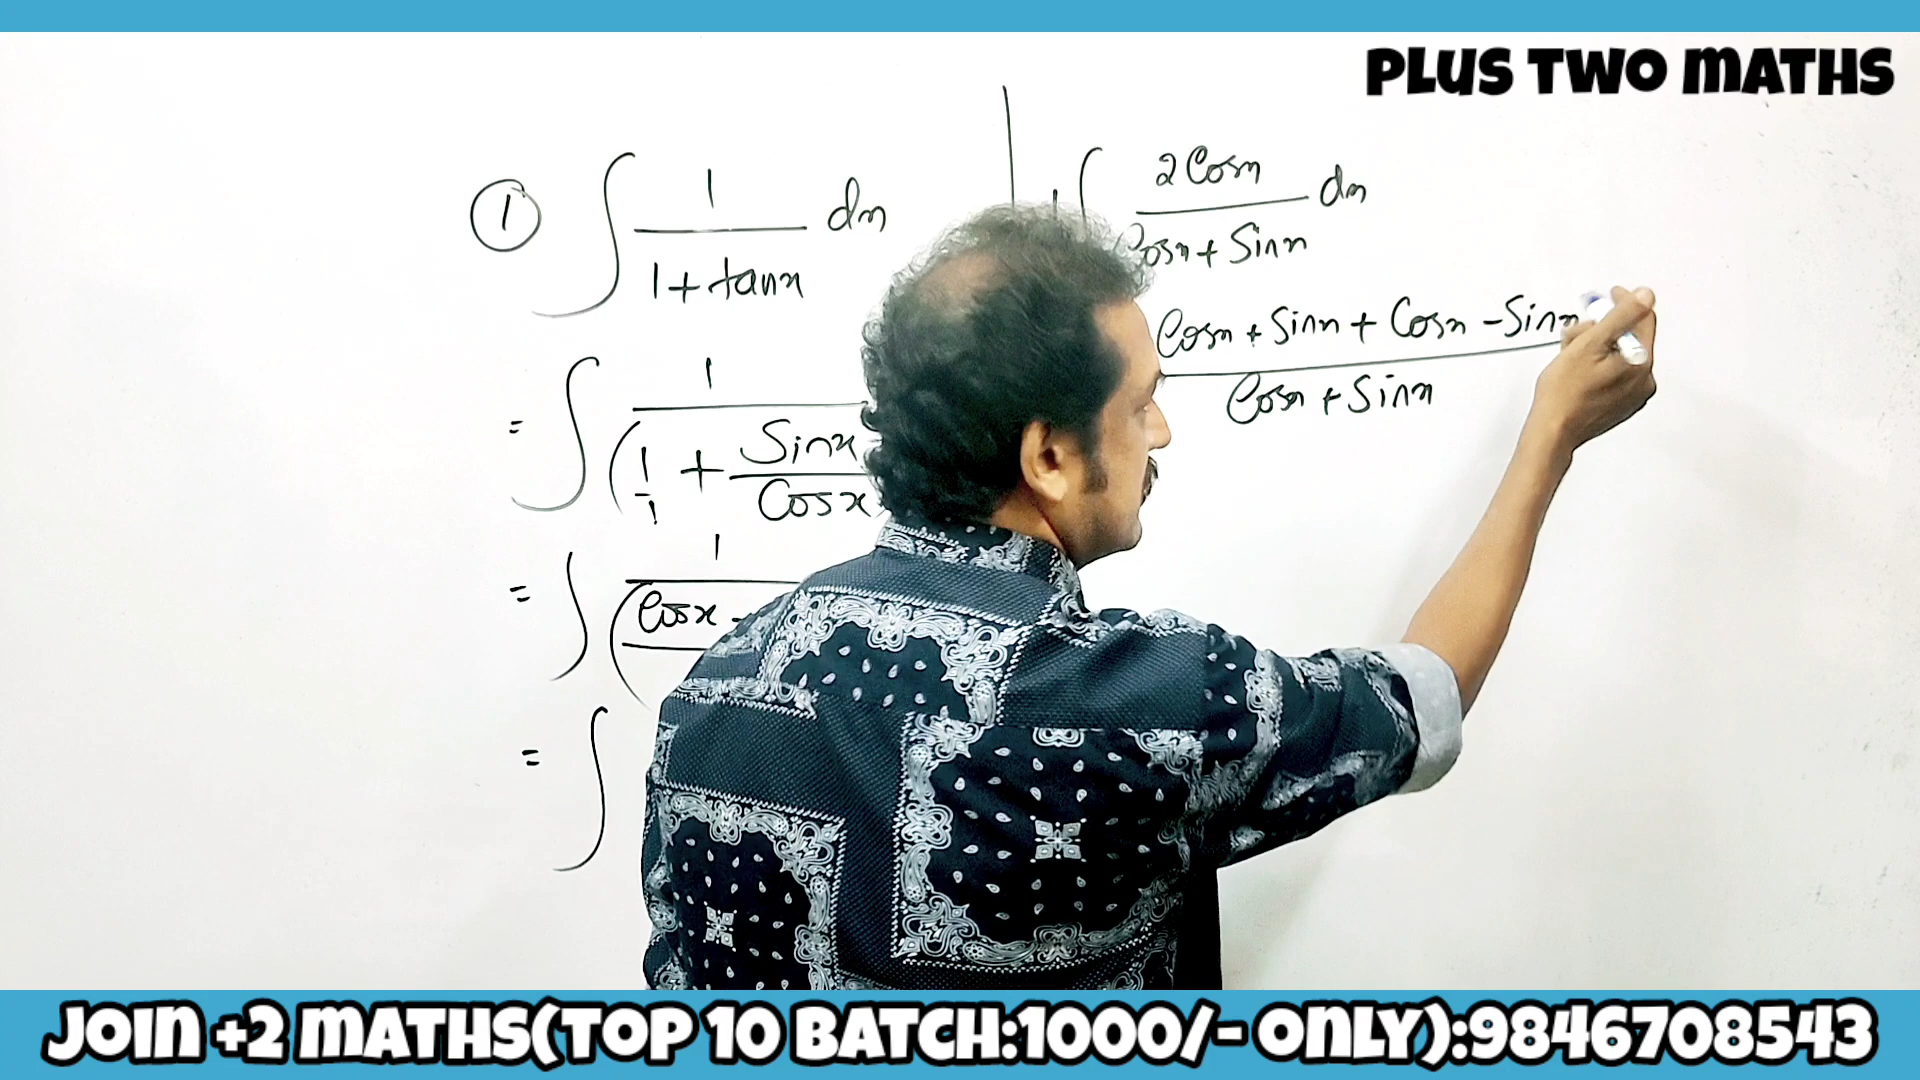 PLUS TWO MATHS
① ∫ 1 / (1 + tanx) dx
= ∫ 1 / (1/1 + Sinx/Cosx
= ∫ 1 / (Cosx
= ∫
∫ 2Cosx / (Cosx + Sinx) dx
Cosx + Sinx + Cosx - Sinx / Cosx + Sinx
JOIN +2 MATHS(TOP 10 BATCH:1000/- ONLY):9846708543